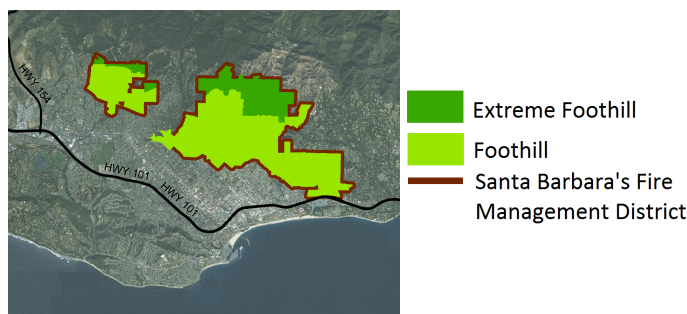 HWY 154
HWY 101
HWY 101
Extreme Foothill
Foothill
Santa Barbara's Fire
Management District